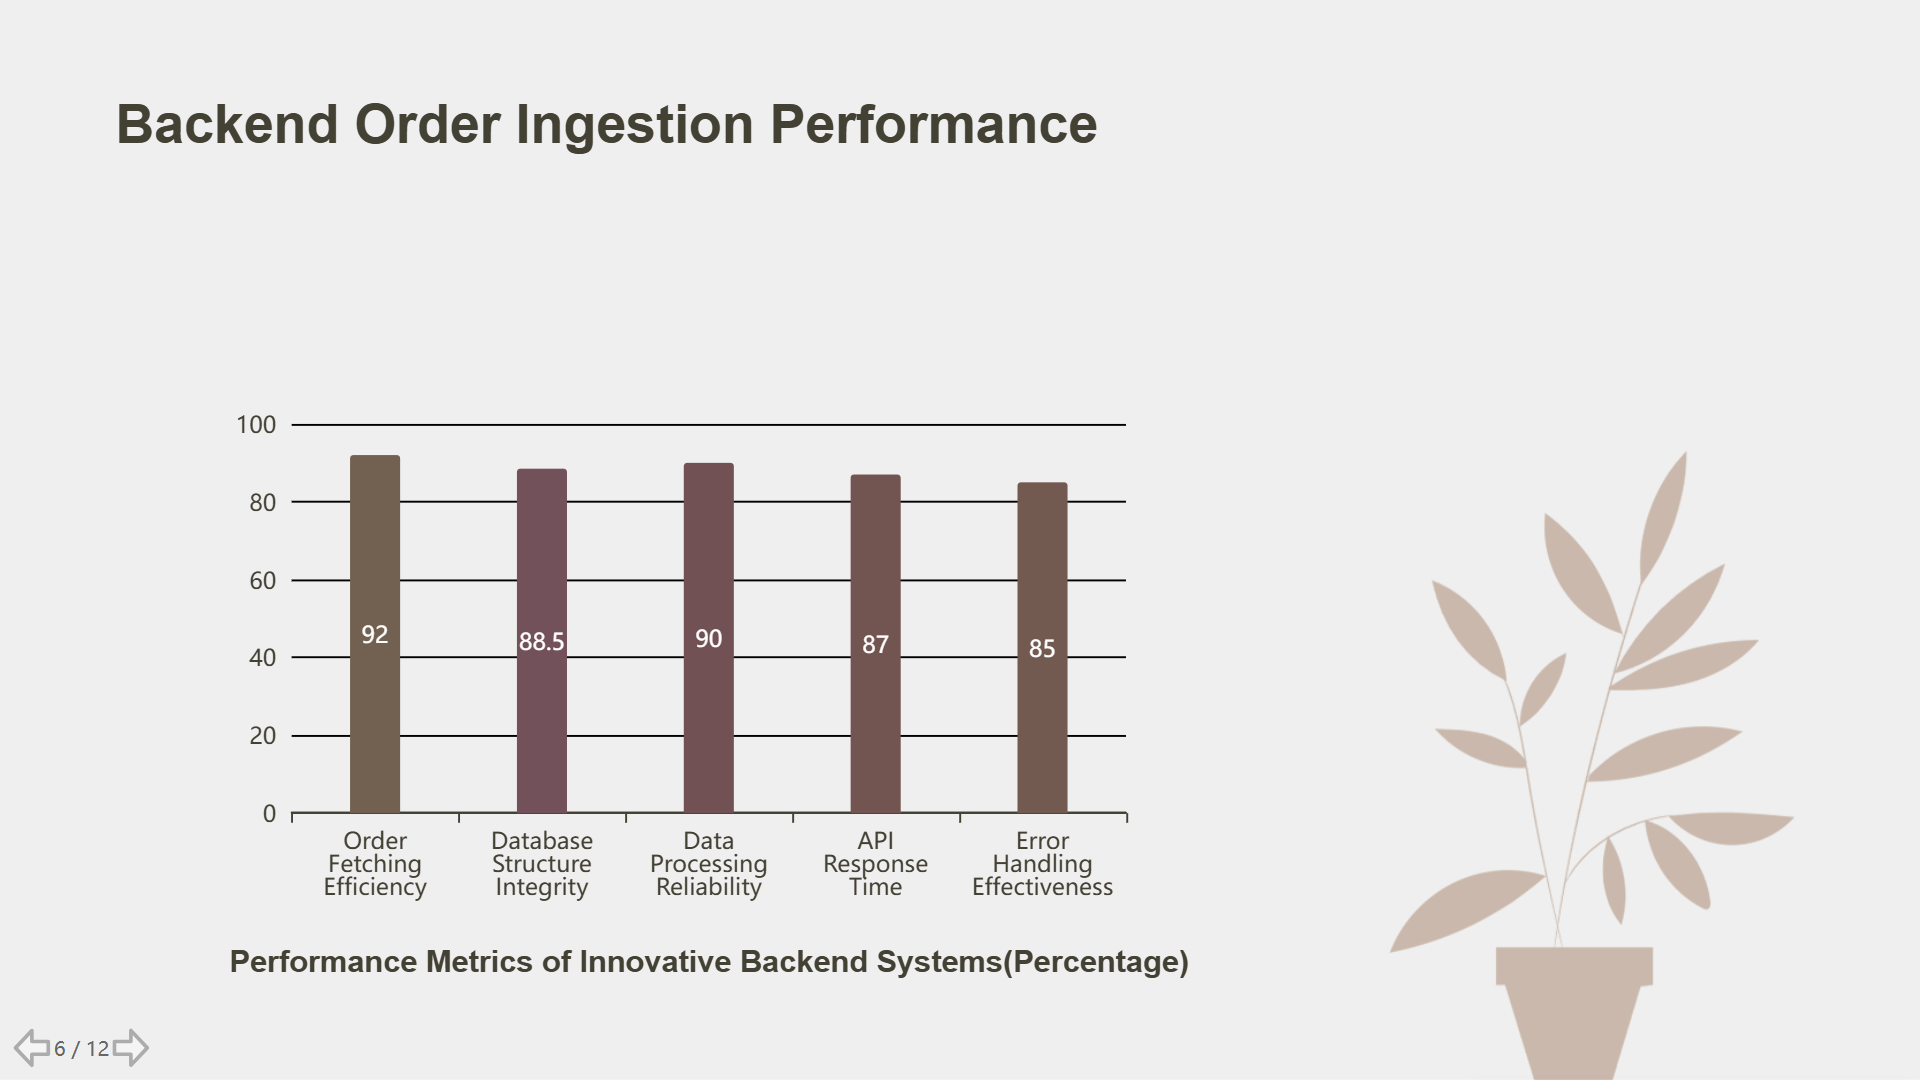 Backend Order Ingestion Performance
100
80
60
40
20
0
92
88.5
90
87
85
Order
Fetching
Efficiency
Database
Structure
Integrity
Data
Processing
Reliability
API
Response
Time
Error
Handling
Effectiveness
Performance Metrics of Innovative Backend Systems(Percentage)
6 / 12